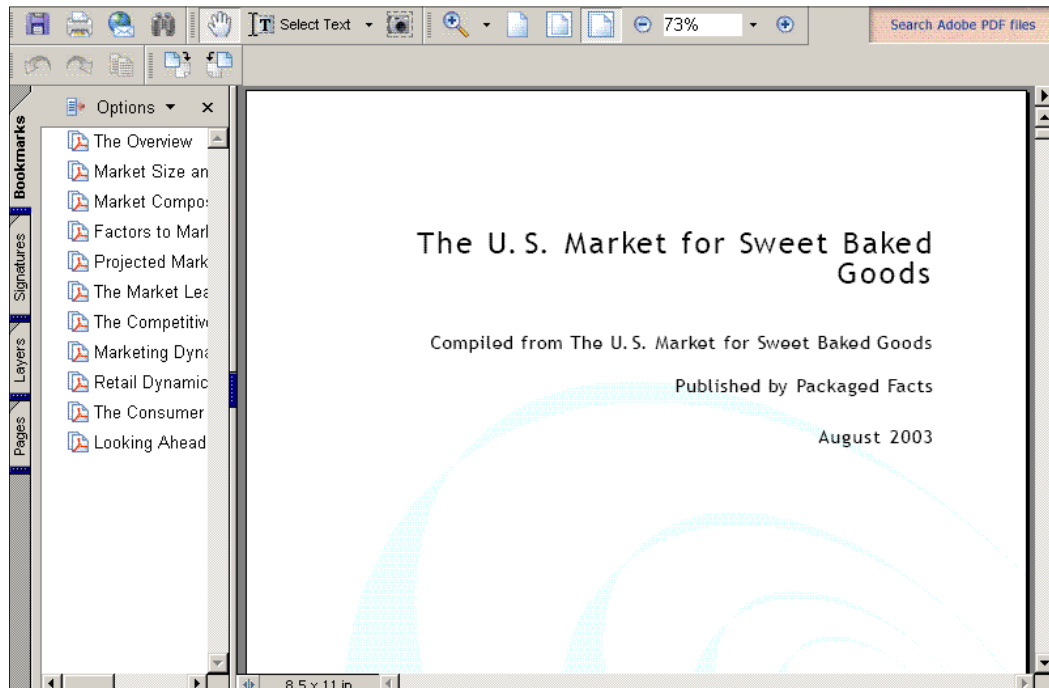 Select Text
73%
Search Adobe PDF files
Options
Bookmarks
Signatures
Layers
Pages
The Overview
Market Size an
Market Compo
Factors to Mar
Projected Mark
The Market Lea
The Competitiv
Marketing Dyna
Retail Dynamic
The Consumer
Looking Ahead
The U.S. Market for Sweet Baked
Goods
Compiled from The U.S. Market for Sweet Baked Goods
Published by Packaged Facts
August 2003
8.5 x 11 in